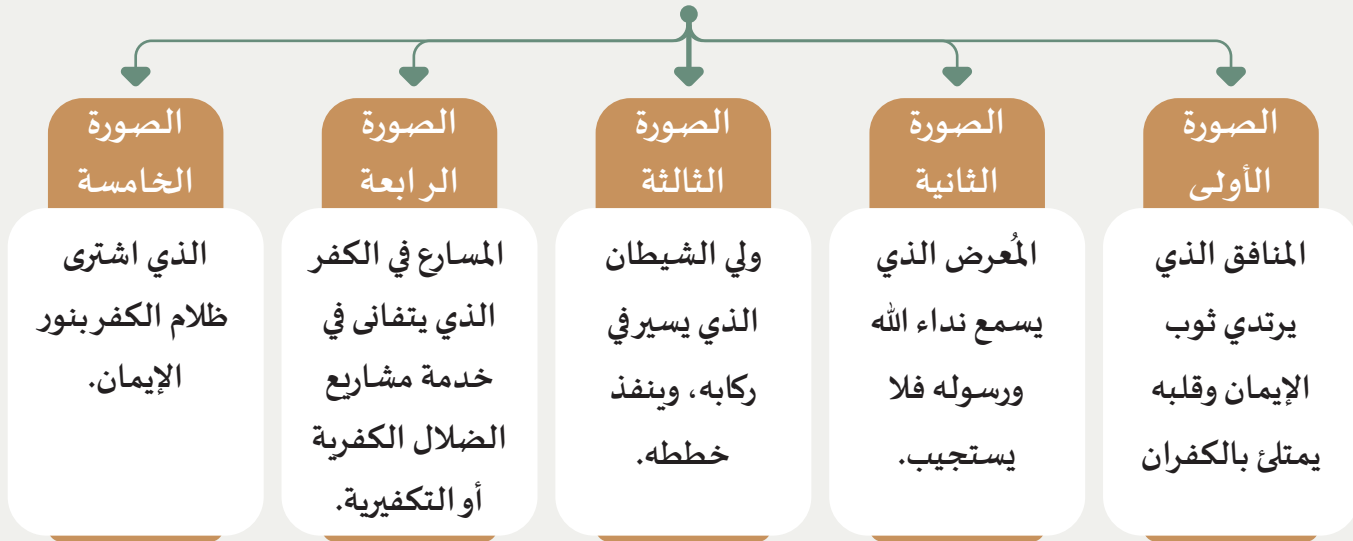 الصورة
الأولى
المنافق الذي
يرتدي ثوب
الإيمان وقلبه
يمتلئ بالكفران
الصورة
الثانية
المُعرض الذي
يسمع نداء الله
ورسوله فلا
يستجيب.
الصورة
الثالثة
ولي الشيطان
الذي يسير في
ركابه، وينفذ
خططه.
الصورة
الرابعة
المسارع في الكفر
الذي يتفانى في
خدمة مشاريع
الضلال الكفرية
أو التكفيرية.
الصورة
الخامسة
الذي اشترى
ظلام الكفر بنور
الإيمان.